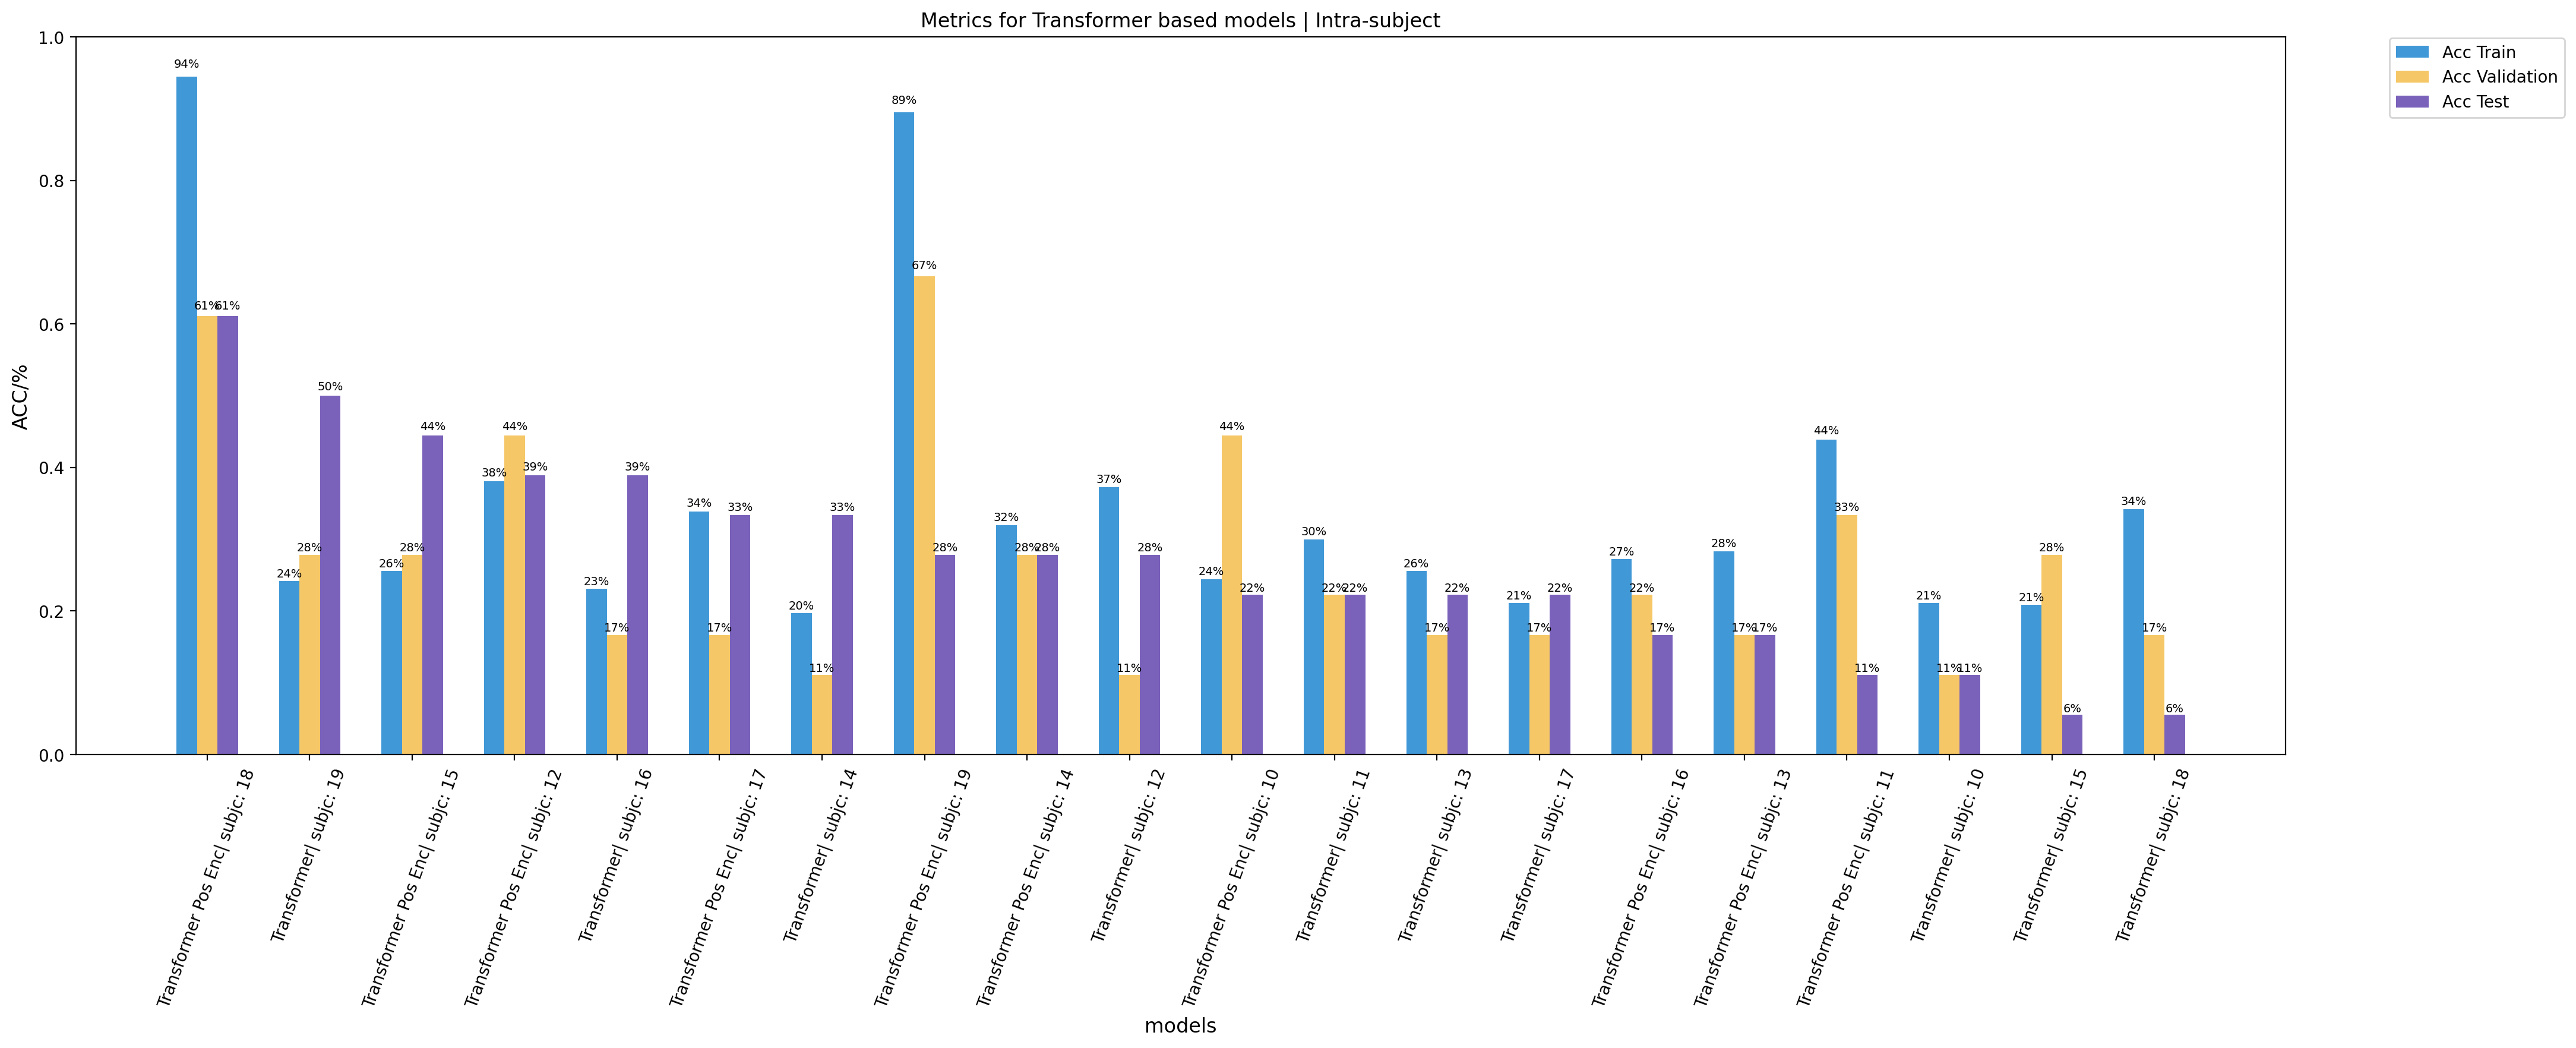 Metrics for Transformer based models | Intra-subject
Acc Train
Acc Validation
Acc Test
ACC/%
1.0
0.8
0.6
0.4
0.2
0.0
94%
61%
61%
24%
28%
50%
26%
28%
44%
38%
44%
39%
23%
17%
39%
34%
17%
33%
20%
11%
33%
89%
67%
28%
32%
28%
28%
37%
11%
28%
24%
44%
22%
30%
22%
22%
26%
17%
22%
21%
17%
22%
27%
22%
17%
28%
17%
17%
44%
33%
11%
21%
11%
11%
21%
28%
6%
34%
17%
6%
Transformer Pos Enc| subjc: 18
Transformer| subjc: 19
Transformer Pos Enc| subjc: 15
Transformer Pos Enc| subjc: 12
Transformer| subjc: 16
Transformer Pos Enc| subjc: 17
Transformer| subjc: 14
Transformer Pos Enc| subjc: 19
Transformer Pos Enc| subjc: 14
Transformer| subjc: 12
Transformer Pos Enc| subjc: 10
Transformer| subjc: 11
Transformer| subjc: 13
Transformer| subjc: 17
Transformer Pos Enc| subjc: 16
Transformer Pos Enc| subjc: 13
Transformer Pos Enc| subjc: 11
Transformer| subjc: 10
Transformer| subjc: 15
Transformer| subjc: 18
models